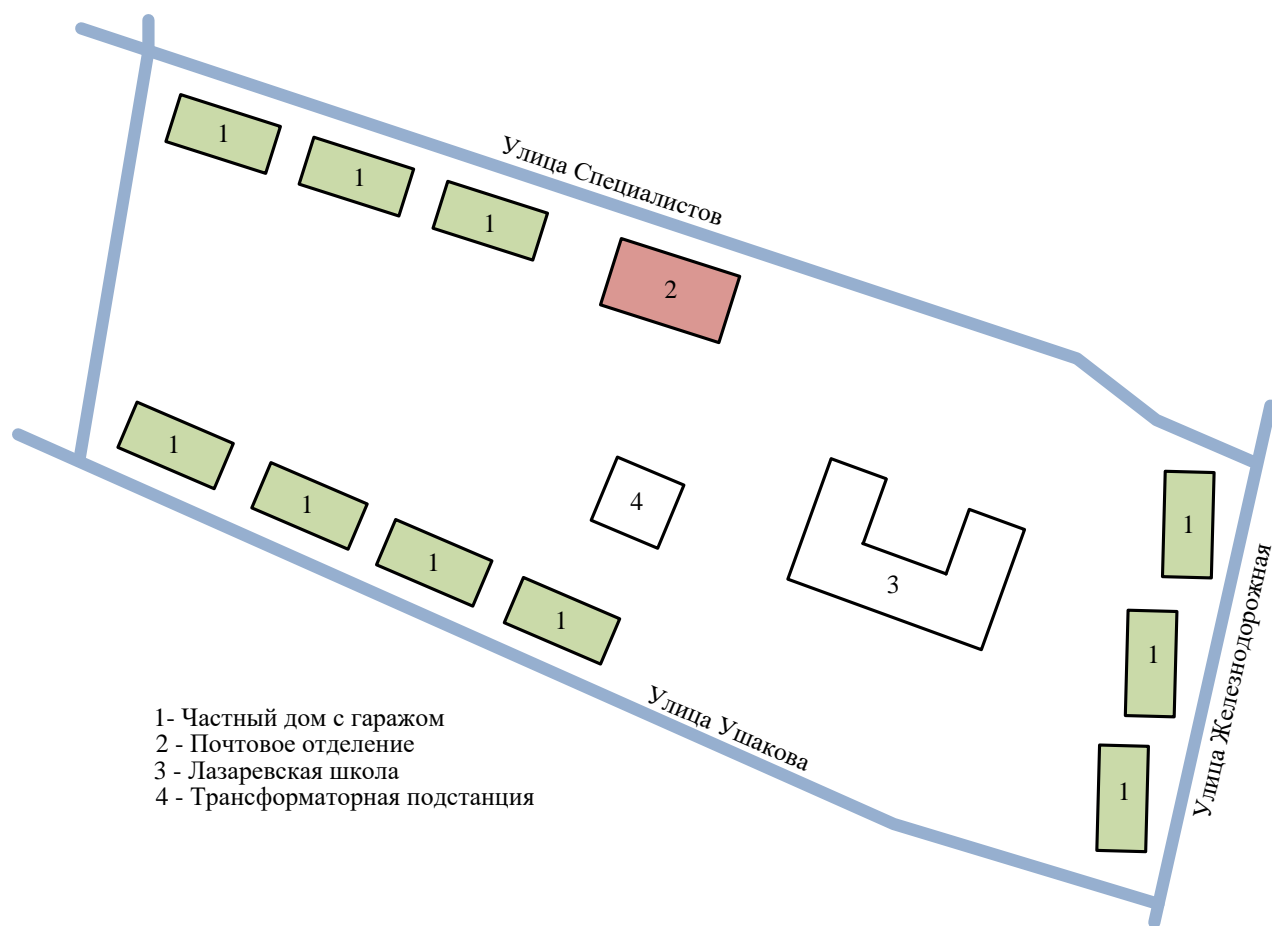 1
1
1
Улица Специалистов
2
1
1
1
1
4
3
1
1
1
Улица Железнодорожная
Улица Ушакова
1- Частный дом с гаражом
2 - Почтовое отделение
3 - Лазаревская школа
4 - Трансформаторная подстанция